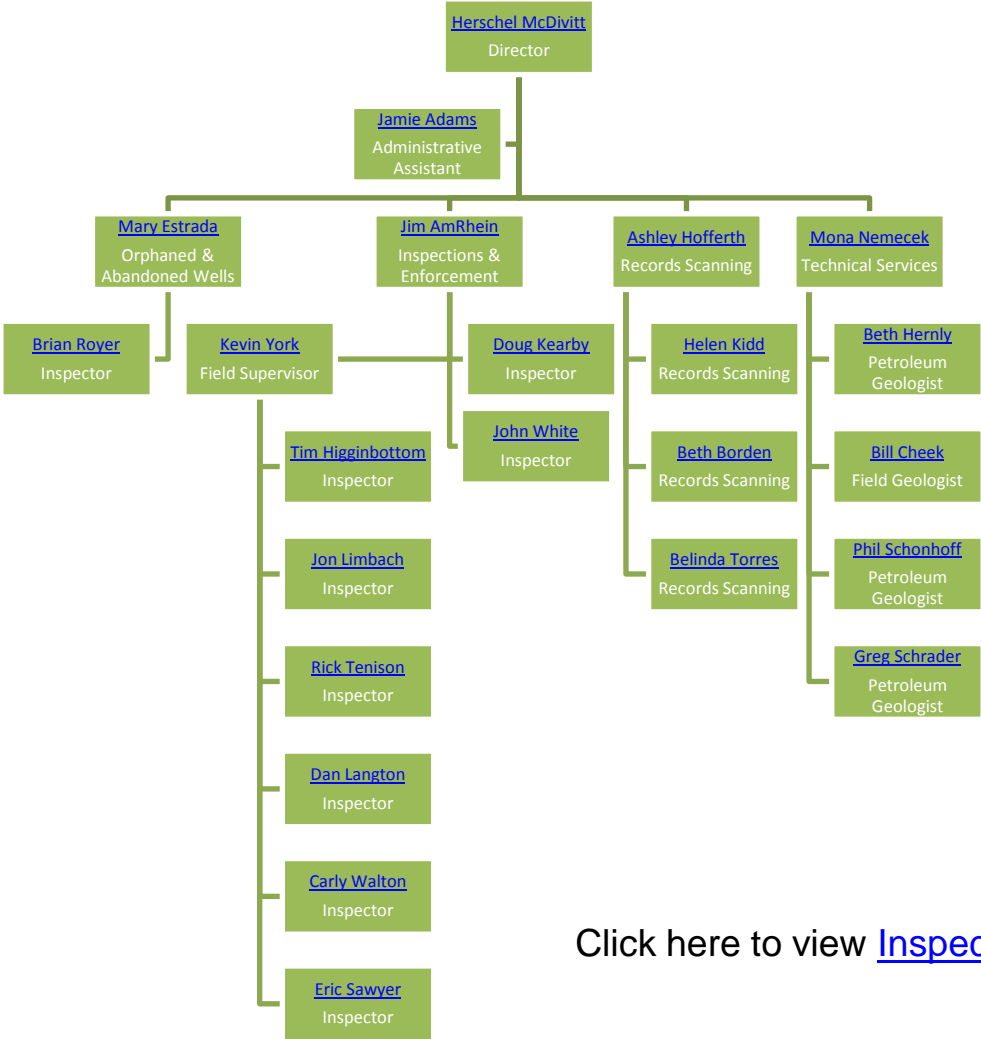 Herschel McDivitt
Director
Jamie Adams
Administrative
Assistant
Mary Estrada
Orphaned &
Abandoned Wells
Jim AmRhein
Inspections &
Enforcement
Ashley Hofferth
Records Scanning
Mona Nemecek
Technical Services
Brian Royer
Inspector
Kevin York
Field Supervisor
Doug Kearby
Inspector
Helen Kidd
Records Scanning
Beth Hernly
Petroleum
Geologist
Tim Higginbottom
Inspector
John White
Inspector
Beth Borden
Records Scanning
Bill Cheek
Field Geologist
Jon Limbach
Inspector
Belinda Torres
Records Scanning
Phil Schonhoff
Petroleum
Geologist
Rick Tenison
Inspector
Greg Schrader
Petroleum
Geologist
Dan Langton
Inspector
Carly Walton
Inspector
Click here to view Inspec
Eric Sawyer
Inspector